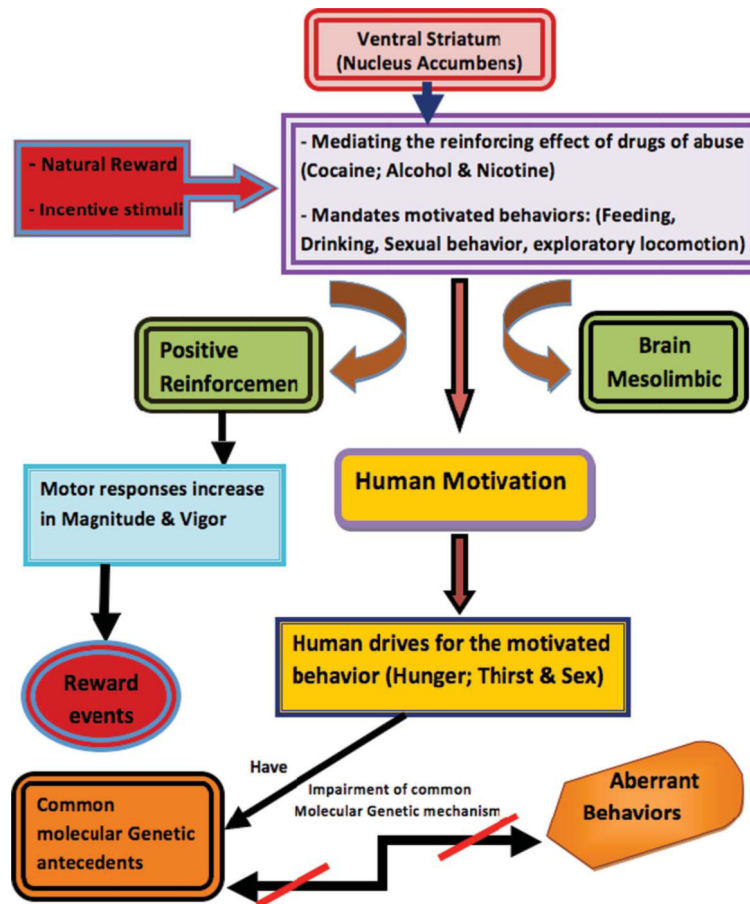 Ventral Striatum
(Nucleus Accumbens)
- Mediating the reinforcing effect of drugs of abuse
(Cocaine; Alcohol & Nicotine)
- Mandates motivated behaviors: (Feeding,
Drinking, Sexual behavior, exploratory locomotion)
- Natural Reward
- Incentive stimuli
Positive
Reinforcemen
Brain
Mesolimbic
Motor responses increase
in Magnitude & Vigor
Human Motivation
Reward
events
Human drives for the motivated
behavior (Hunger; Thirst & Sex)
Have
Impairment of common
Molecular Genetic mechanism
Common
molecular Genetic
antecedents
Aberrant
Behaviors